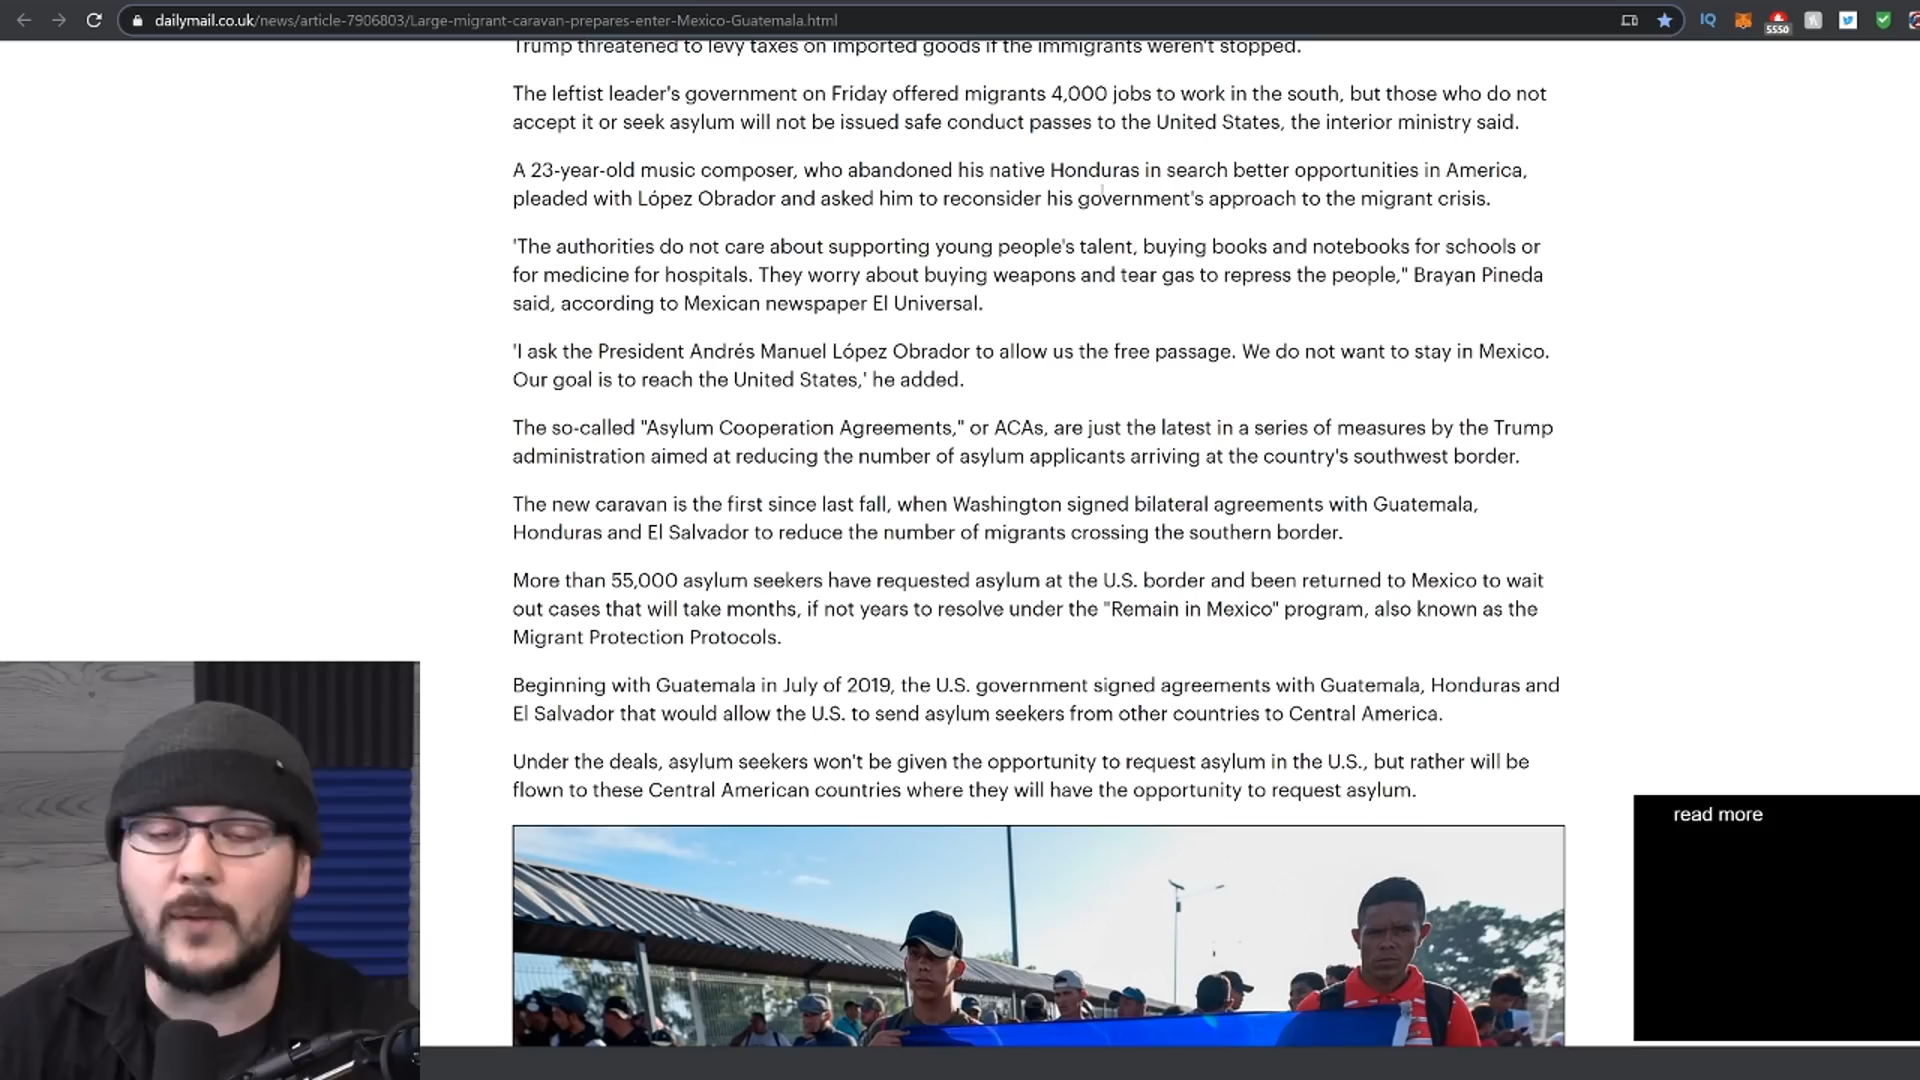 dailymail.co.uk/news/article-7906803/Large-migrant-caravan-prepares-enter-Mexico-Guatemala.html
IQ
5550
Trump threatened to levy taxes on imported goods if the immigrants weren't stopped.
The leftist leader's government on Friday offered migrants 4,000 jobs to work in the south, but those who do not
accept it or seek asylum will not be issued safe conduct passes to the United States, the interior ministry said.
A 23-year-old music composer, who abandoned his native Honduras in search better opportunities in America,
pleaded with López Obrador and asked him to reconsider his government's approach to the migrant crisis.
'The authorities do not care about supporting young people's talent, buying books and notebooks for schools or
for medicine for hospitals. They worry about buying weapons and tear gas to repress the people," Brayan Pineda
said, according to Mexican newspaper El Universal.
'I ask the President Andrés Manuel López Obrador to allow us the free passage. We do not want to stay in Mexico.
Our goal is to reach the United States,' he added.
The so-called "Asylum Cooperation Agreements," or ACAs, are just the latest in a series of measures by the Trump
administration aimed at reducing the number of asylum applicants arriving at the country's southwest border.
The new caravan is the first since last fall, when Washington signed bilateral agreements with Guatemala,
Honduras and El Salvador to reduce the number of migrants crossing the southern border.
More than 55,000 asylum seekers have requested asylum at the U.S. border and been returned to Mexico to wait
out cases that will take months, if not years to resolve under the "Remain in Mexico" program, also known as the
Migrant Protection Protocols.
Beginning with Guatemala in July of 2019, the U.S. government signed agreements with Guatemala, Honduras and
El Salvador that would allow the U.S. to send asylum seekers from other countries to Central America.
Under the deals, asylum seekers won't be given the opportunity to request asylum in the U.S., but rather will be
flown to these Central American countries where they will have the opportunity to request asylum.
read more